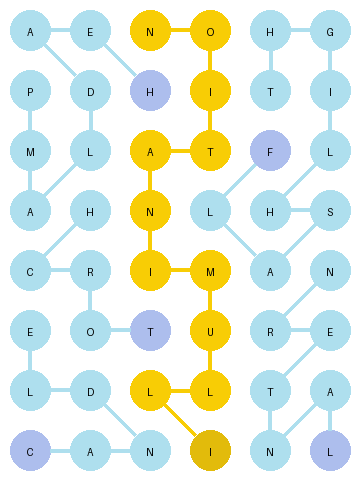 A E N O H G
P D H I T I
M L A T F L
A H N L H S
C R I M A N
E O T U R E
L D L L T A
C A N I N L